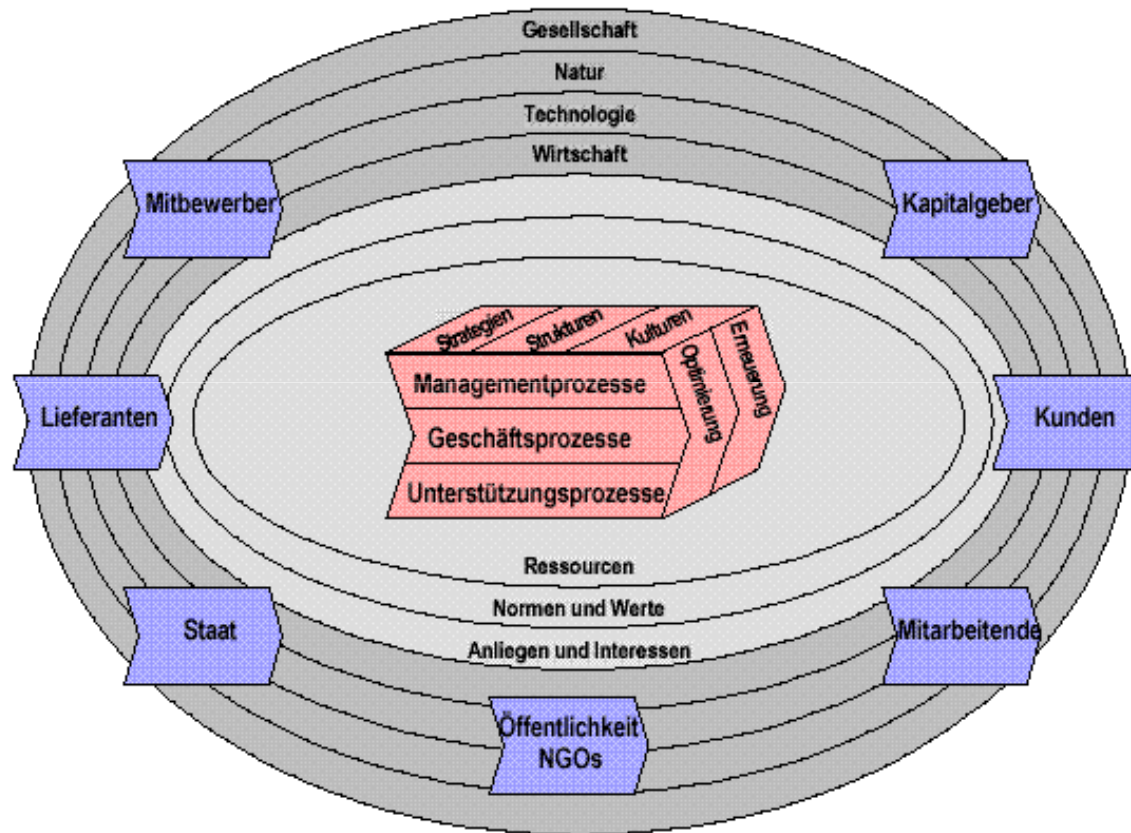 Gesellschaft
Natur
Technologie
Wirtschaft
Mitbewerber
Kapitalgeber
Strategien
Strukturen
Kulturen
Managementprozesse
Geschäftsprozesse
Unterstützungsprozesse
Optimierung
Erneuerung
Lieferanten
Kunden
Ressourcen
Normen und Werte
Anliegen und Interessen
Staat
Mitarbeitende
Öffentlichkeit
NGOs